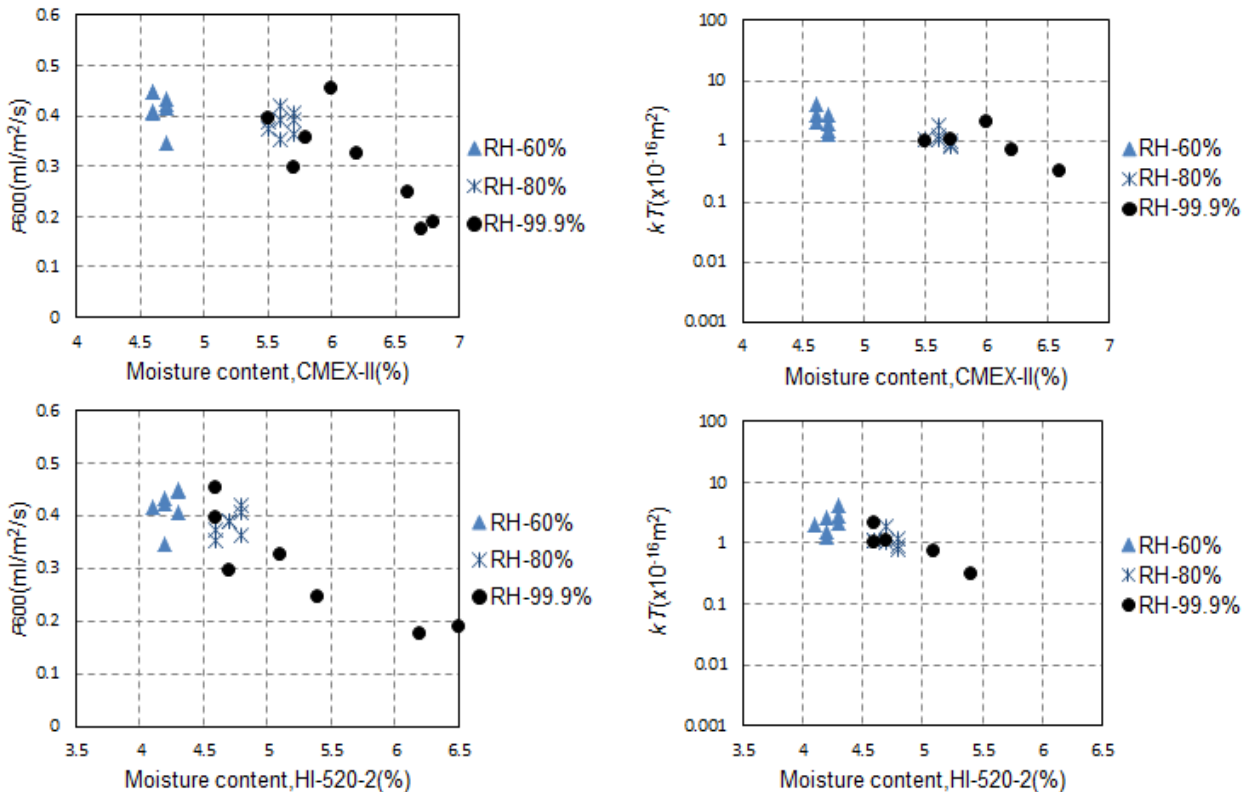 0.6
0.5
0.4
0.3
0.2
0.1
0
P600(ml/m²/s)
4 4.5 5 5.5 6 6.5 7
Moisture content,CMEX-II(%)
RH-60%
RH-80%
RH-99.9%
100
10
1
0.1
0.01
0.001
kT(x10⁻¹⁶m²)
4 4.5 5 5.5 6 6.5 7
Moisture content,CMEX-II(%)
RH-60%
RH-80%
RH-99.9%
0.6
0.5
0.4
0.3
0.2
0.1
0
P600(ml/m²/s)
3.5 4 4.5 5 5.5 6 6.5
Moisture content,HI-520-2(%)
RH-60%
RH-80%
RH-99.9%
100
10
1
0.1
0.01
0.001
kT(x10⁻¹⁶m²)
3.5 4 4.5 5 5.5 6 6.5
Moisture content,HI-520-2(%)
RH-60%
RH-80%
RH-99.9%